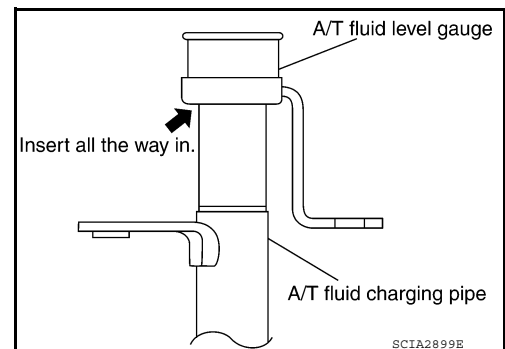 A/T fluid level gauge
Insert all the way in.
A/T fluid charging pipe
SCIA2899E